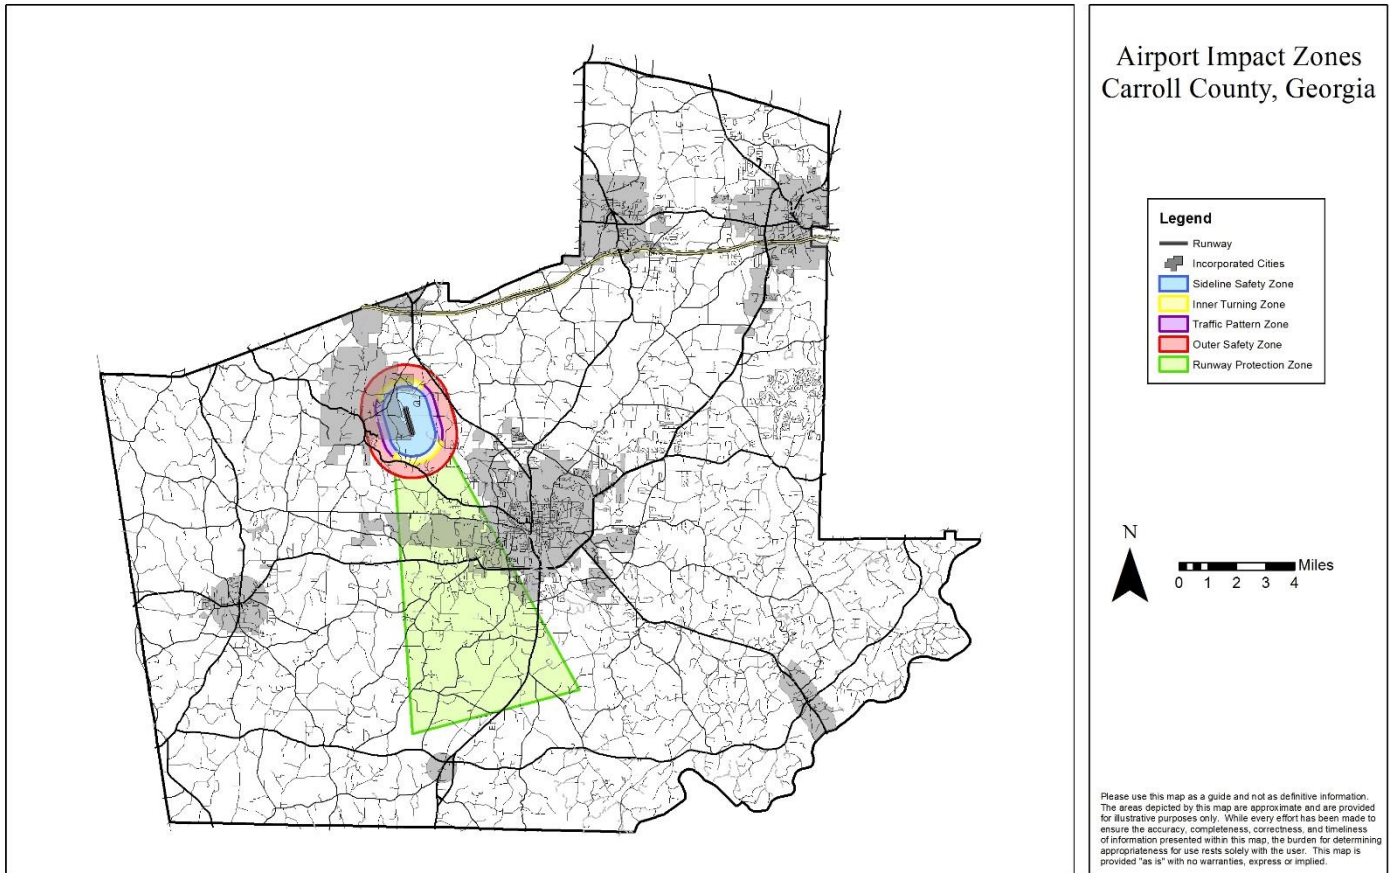 Airport Impact Zones
Carroll County, Georgia
Legend
Runway
Incorporated Cities
Sideline Safety Zone
Inner Turning Zone
Traffic Pattern Zone
Outer Safety Zone
Runway Protection Zone
N
Miles
0 1 2 3 4
Please use this map as a guide and not as definitive information.
The areas depicted by this map are approximate and are provided
for illustrative purposes only. While every effort has been made to
ensure the accuracy, completeness, correctness, and timeliness
of information presented within this map, the burden for determining
appropriateness for use rests solely with the user. This map is
provided "as is" with no warranties, express or implied.